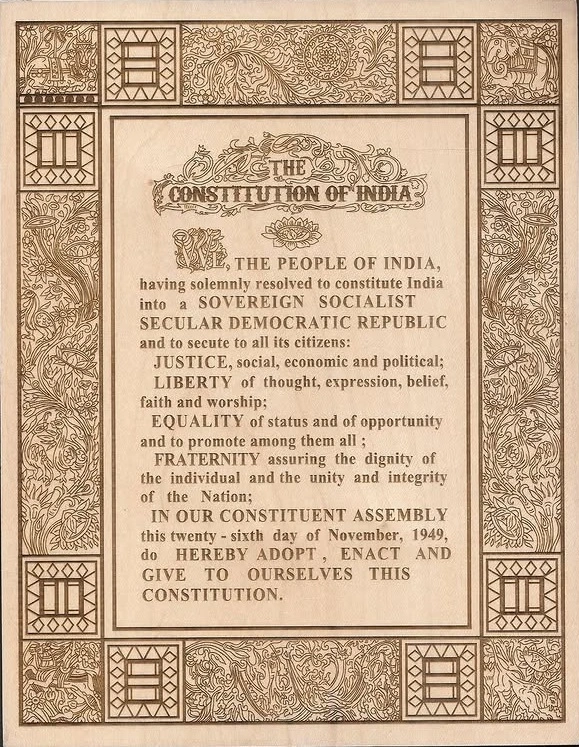 THE
CONSTITUTION OF INDIA
WE, THE PEOPLE OF INDIA,
having solemnly resolved to constitute India
into a SOVEREIGN SOCIALIST
SECULAR DEMOCRATIC REPUBLIC
and to secute to all its citizens:
JUSTICE, social, economic and political;
LIBERTY of thought, expression, belief,
faith and worship;
EQUALITY of status and of opportunity
and to promote among them all ;
FRATERNITY assuring the dignity of
the individual and the unity and integrity
of the Nation;
IN OUR CONSTITUENT ASSEMBLY
this twenty - sixth day of November, 1949,
do HEREBY ADOPT , ENACT AND
GIVE TO OURSELVES THIS
CONSTITUTION.